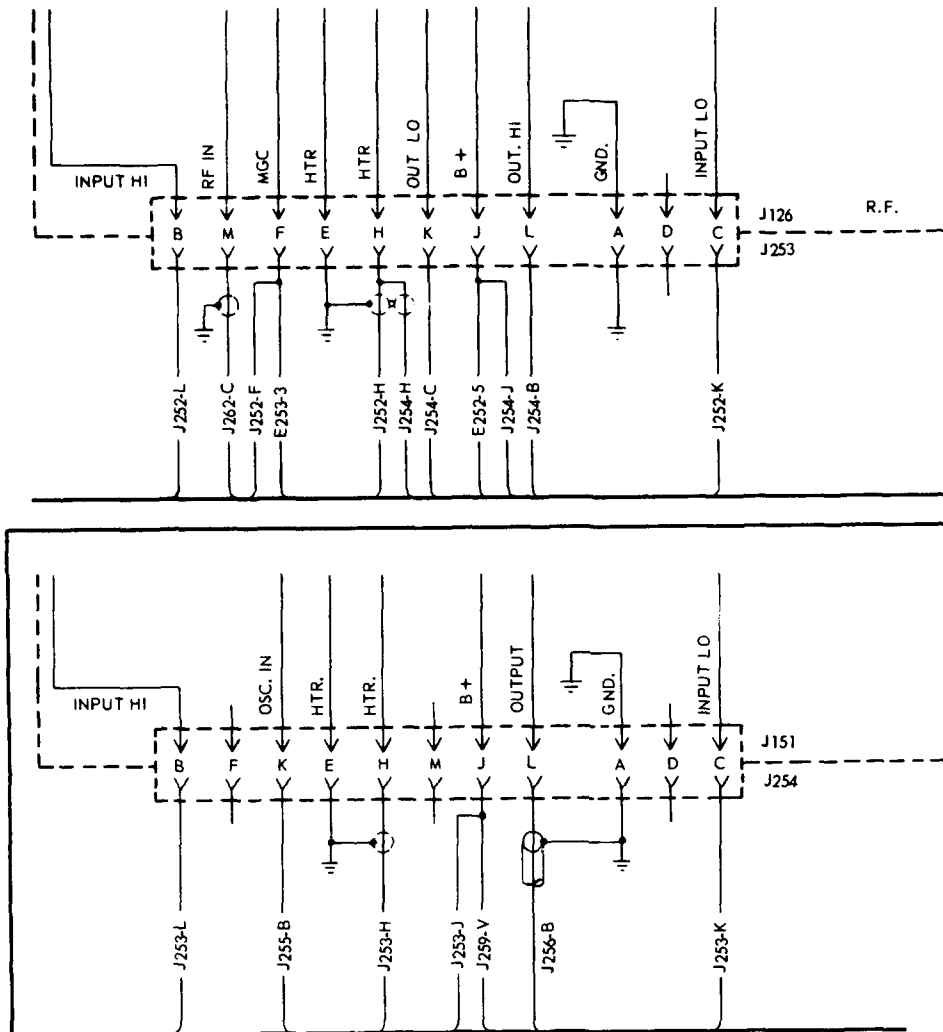 INPUT HI
RF IN
MGC
HTR
HTR
OUT LO
B+
OUT. HI
GND.
INPUT LO
J126
R.F.
B M F E H K J L A D C
J253
J252-L
J262-C
J252-F
E253-3
J252-H
J254-H
J254-C
E252-5
J254-J
J254-B
J252-K
INPUT HI
OSC. IN
HTR.
HTR.
B+
OUTPUT
GND.
INPUT LO
J151
B F K E H M J L A D C
J254
J253-L
J255-B
J253-H
J253-J
J259-V
J256-B
J253-K